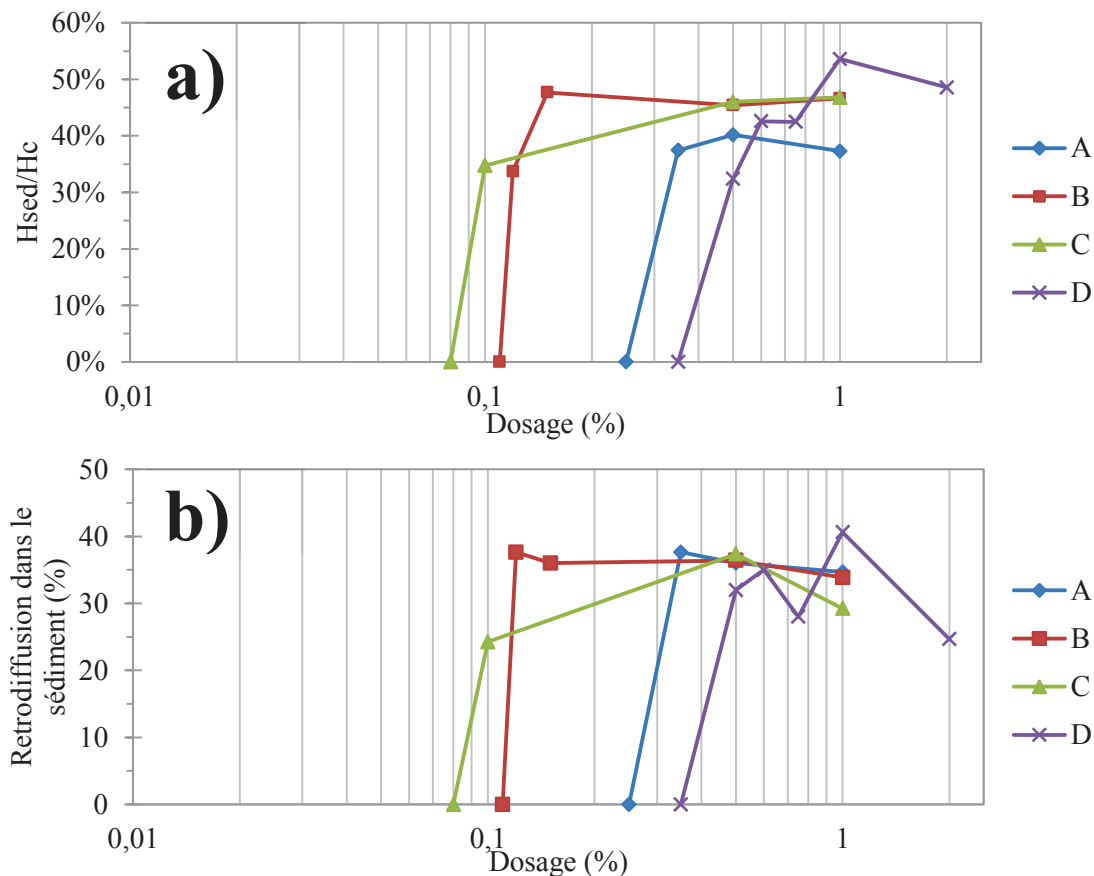 60%
50%
40%
30%
20%
10%
0%
Hsed/Hc
a)
0,01
0,1
1
Dosage (%)
A
B
C
D
50
40
30
20
10
0
Retrodiffusion dans le
sédiment (%)
b)
0,01
0,1
1
Dosage (%)
A
B
C
D